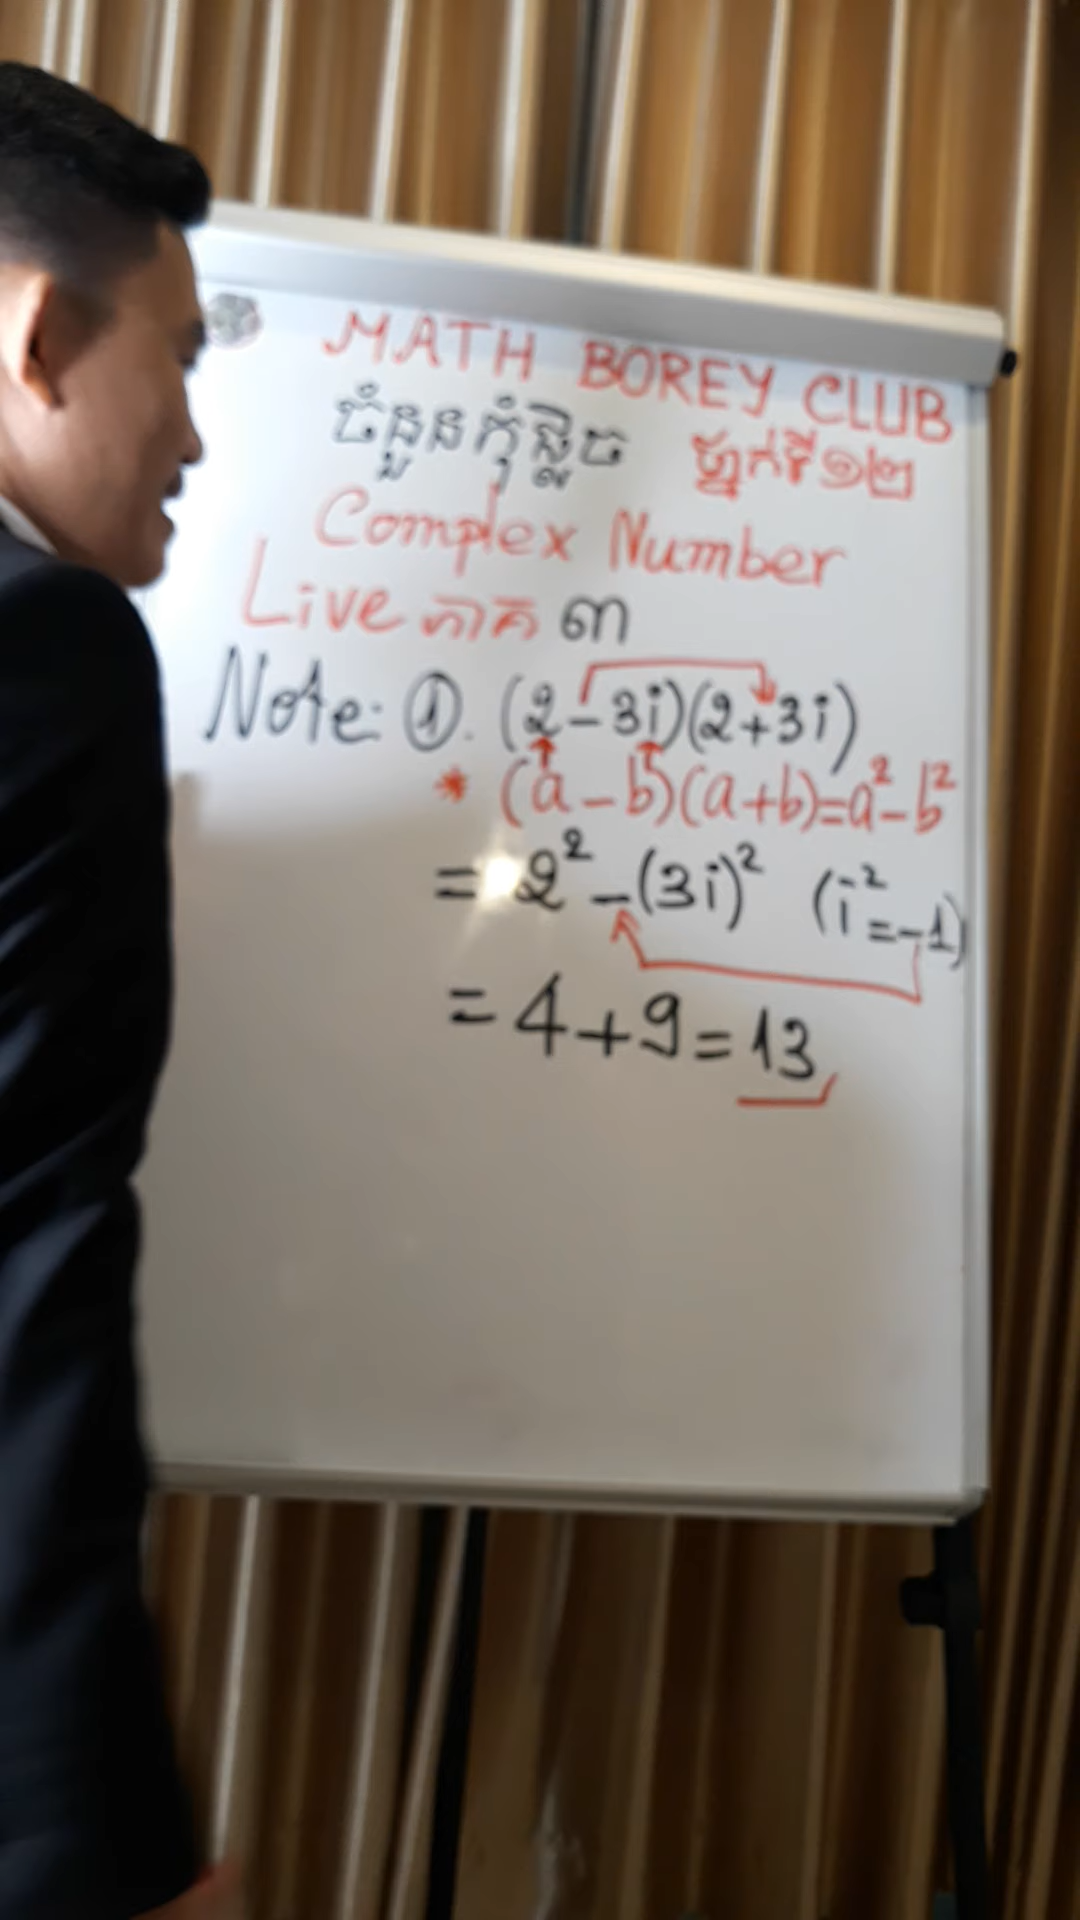 MATH BOREY CLUB
ចំនួនកុំផ្លិច ថ្នាក់ទី១២
Complex Number
Live ភាគ ៣
Note: ①. (2-3i)(2+3i)
* (a-b)(a+b)=a²-b²
= 2² -(3i)² (i²=-1)
= 4+9=13